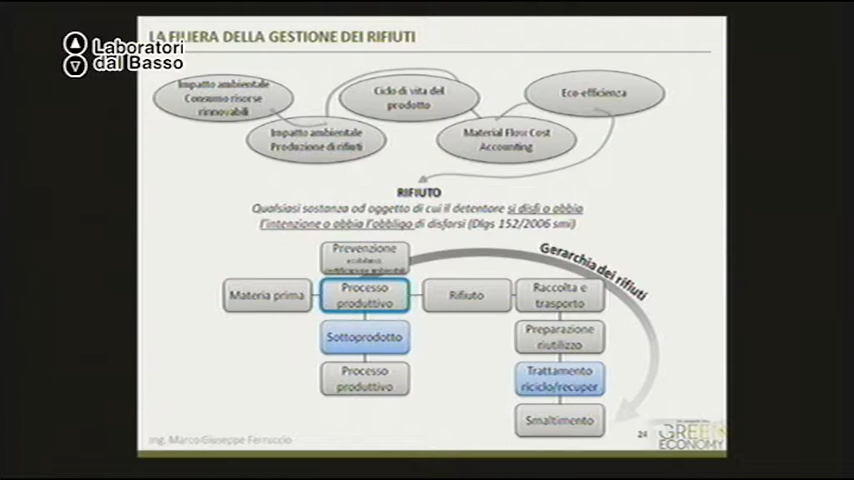 LA FILIERA DELLA GESTIONE DEI RIFIUTI
Laboratori
dal Basso
Impatto ambientale
Consumo risorse
rinnovabili
Ciclo di vita del
prodotto
Eco-efficienza
Impatto ambientale
Produzione di rifiuti
Material Flow Cost
Accounting
RIFIUTO
Qualsiasi sostanza od oggetto di cui il detentore si disfi o abbia
l'intenzione o abbia l'obbligo di disfarsi (Dlgs 152/2006 smi)
Prevenzione
certificazioni ambientali
Gerarchia dei rifiuti
Materia prima
Processo
produttivo
Rifiuto
Raccolta e
trasporto
Sottoprodotto
Preparazione
riutilizzo
Processo
produttivo
Trattamento
riciclo/recuper
Smaltimento
Ing. Marco Giuseppe Ferruccio
24
GREEN
ECONOMY